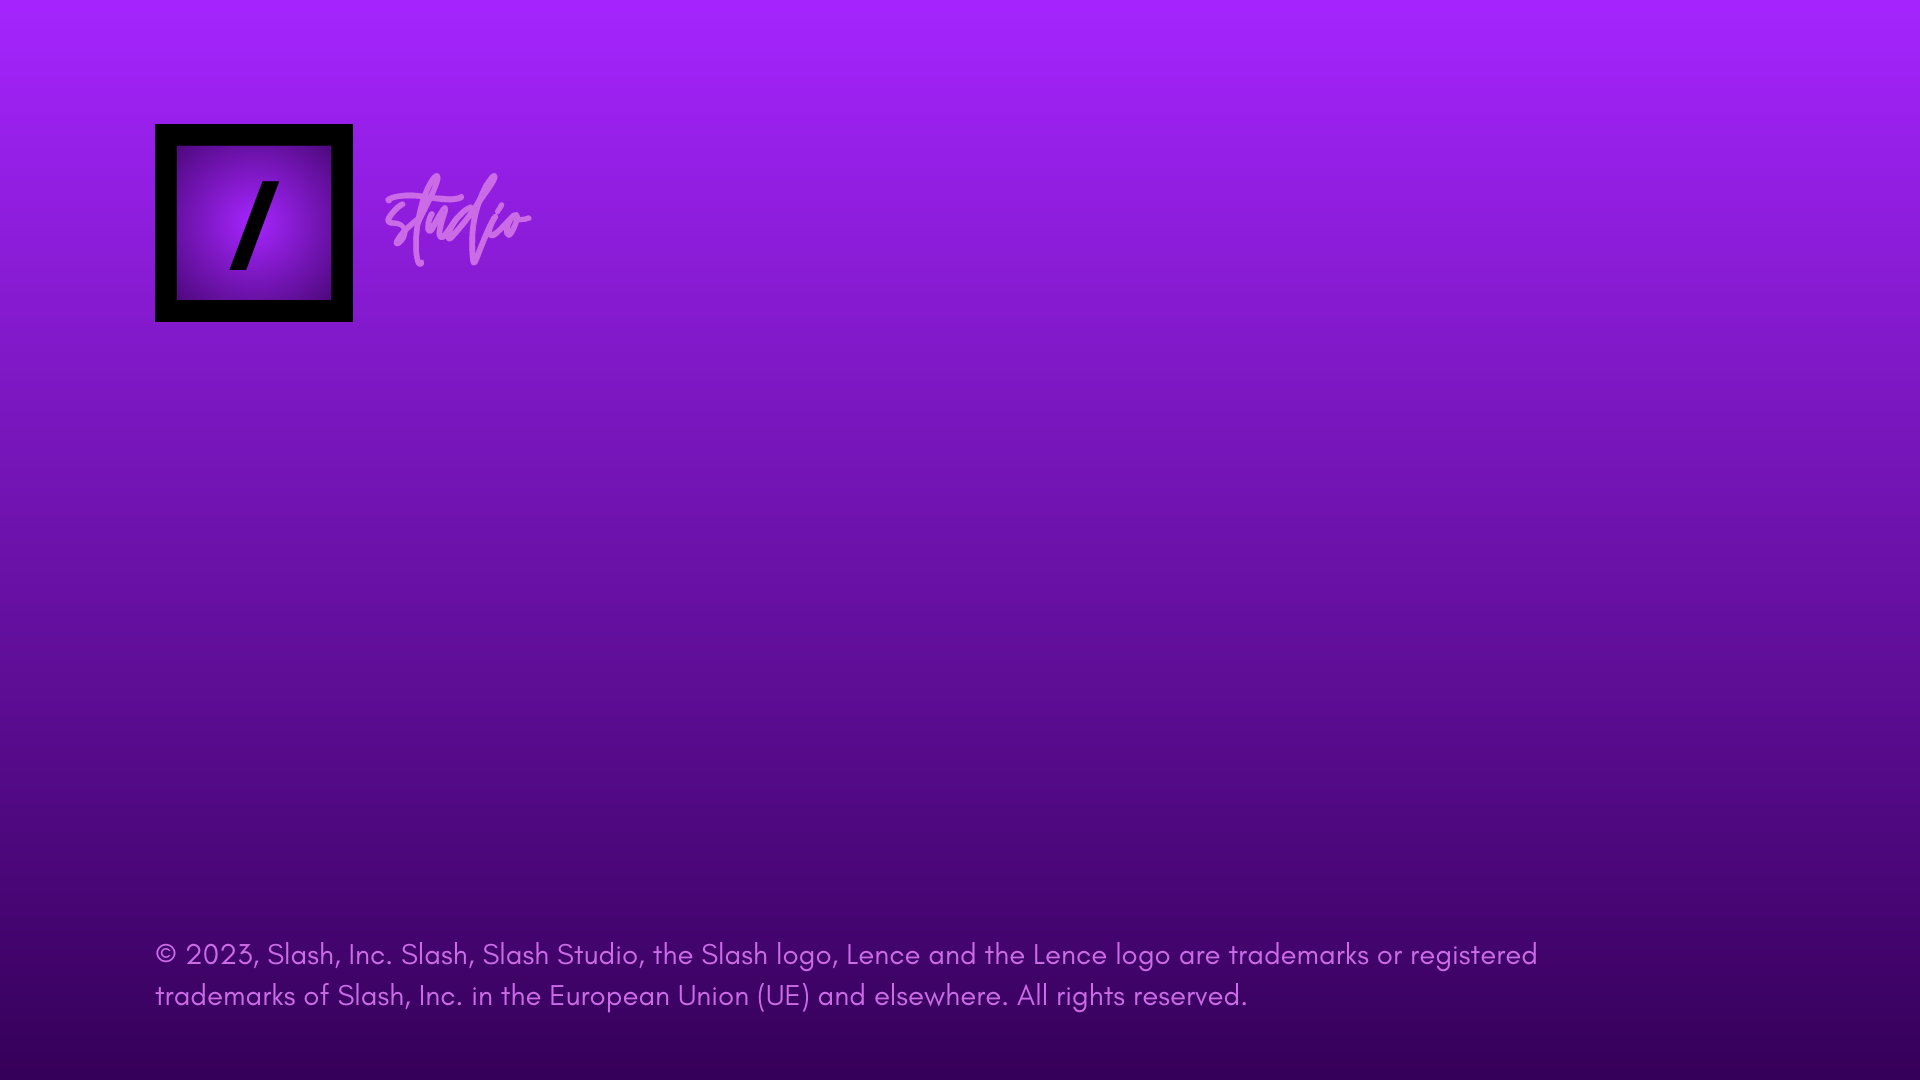 /
studio
© 2023, Slash, Inc. Slash, Slash Studio, the Slash logo, Lence and the Lence logo are trademarks or registered
trademarks of Slash, Inc. in the European Union (UE) and elsewhere. All rights reserved.